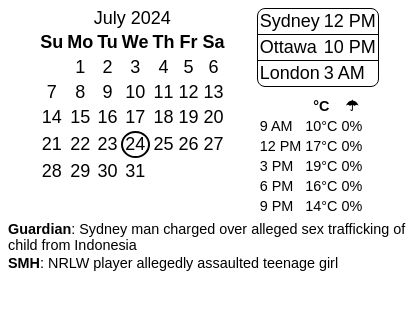 July 2024
Su Mo Tu We Th Fr Sa
1 2 3 4 5 6
7 8 9 10 11 12 13
14 15 16 17 18 19 20
21 22 23 24 25 26 27
28 29 30 31
Sydney 12 PM
Ottawa 10 PM
London 3 AM
°C ☂
9 AM 10°C 0%
12 PM 17°C 0%
3 PM 19°C 0%
6 PM 16°C 0%
9 PM 14°C 0%
Guardian: Sydney man charged over alleged sex trafficking of
child from Indonesia
SMH: NRLW player allegedly assaulted teenage girl